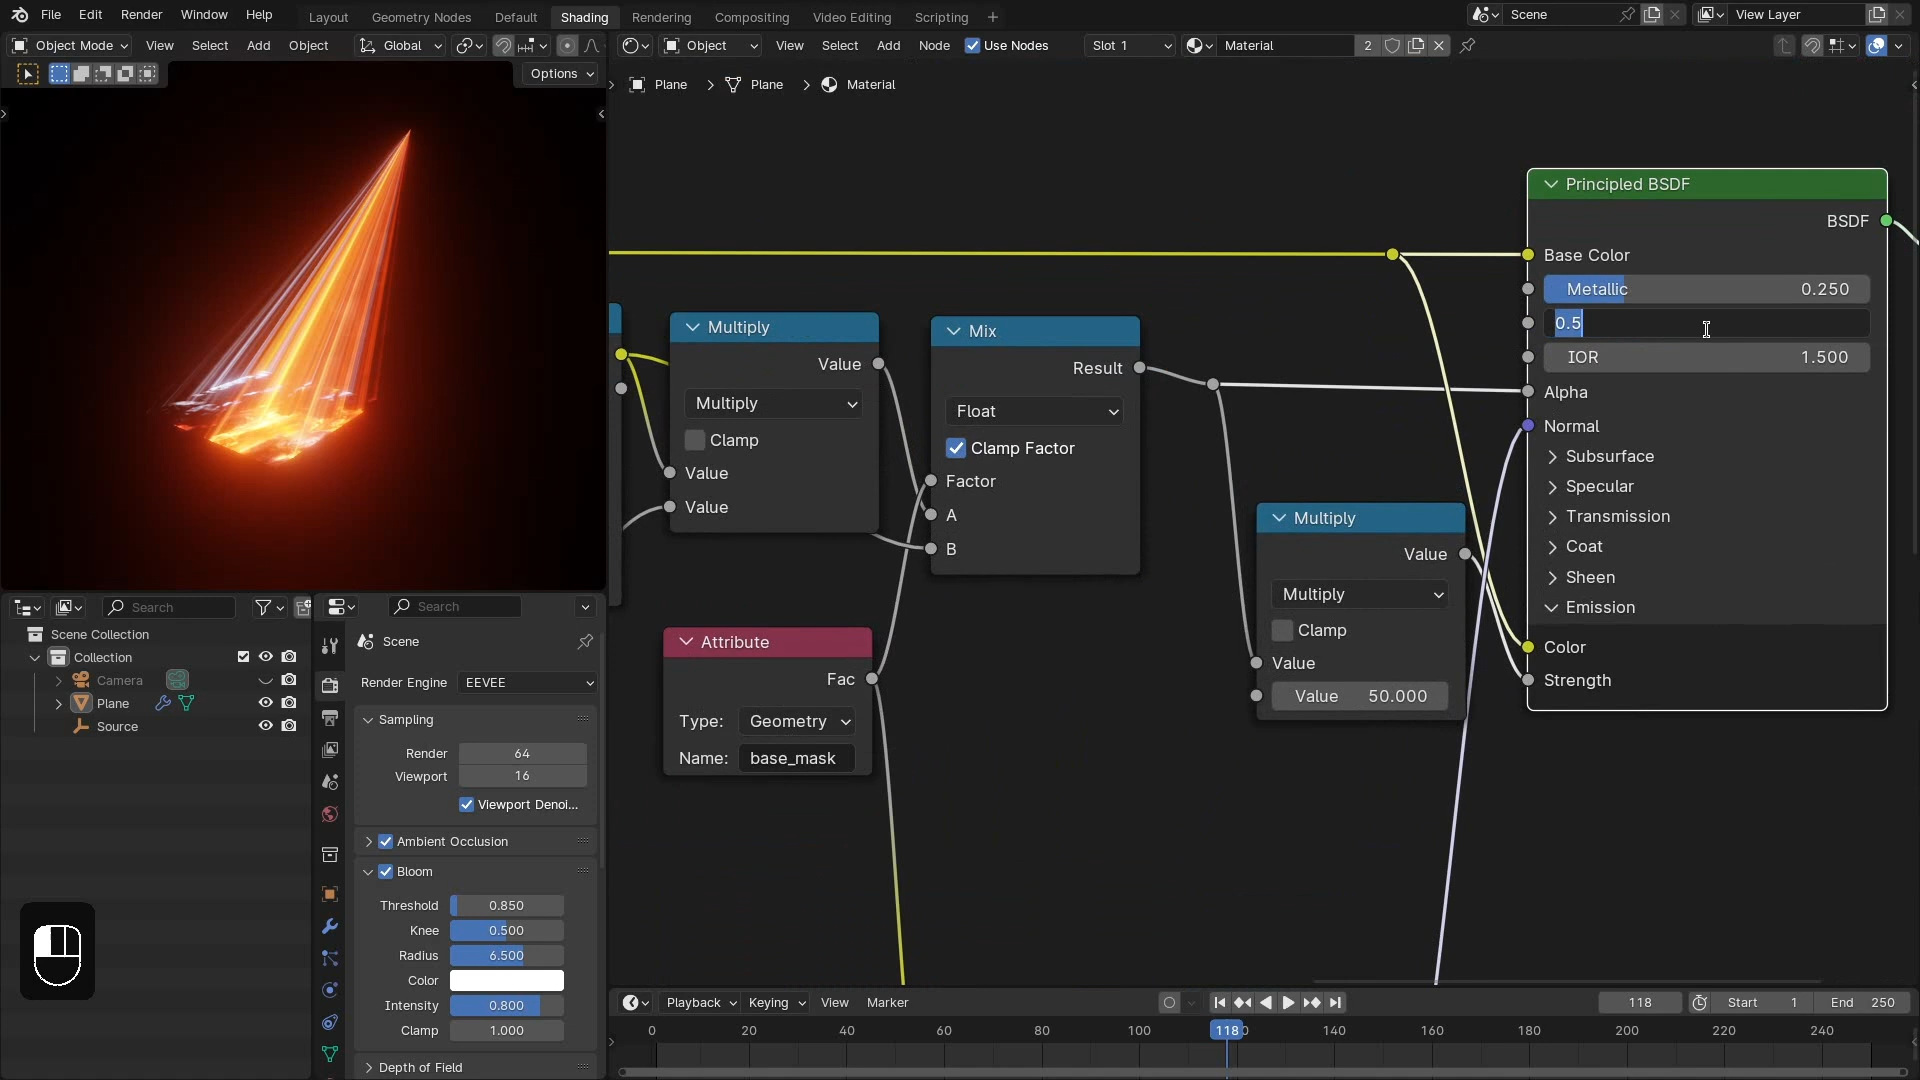 File Edit Render Window Help Layout Geometry Nodes Default Shading Rendering Compositing Video Editing Scripting + Scene View Layer
Object Mode View Select Add Object Global Object View Select Add Node Use Nodes Slot 1 Material 2
Options
Plane > Plane > Material
Principled BSDF
BSDF
Base Color
Metallic 0.250
0.5
IOR 1.500
Alpha
Normal
Subsurface
Specular
Transmission
Coat
Sheen
Emission
Color
Strength
Multiply
Value
Multiply
Clamp
Value
Value
Mix
Result
Float
Clamp Factor
Factor
A
B
Multiply
Value
Multiply
Clamp
Value
Value 50.000
Attribute
Fac
Type: Geometry
Name: base_mask
Search
Scene Collection
Collection
Camera
Plane
Source
Search
Scene
Render Engine EEVEE
Sampling
Render 64
Viewport 16
Viewport Denoi...
Ambient Occlusion
Bloom
Threshold 0.850
Knee 0.500
Radius 6.500
Color
Intensity 0.800
Clamp 1.000
Depth of Field
Playback Keying View Marker 118 Start 1 End 250
0 20 40 60 80 100 118 140 160 180 200 220 240